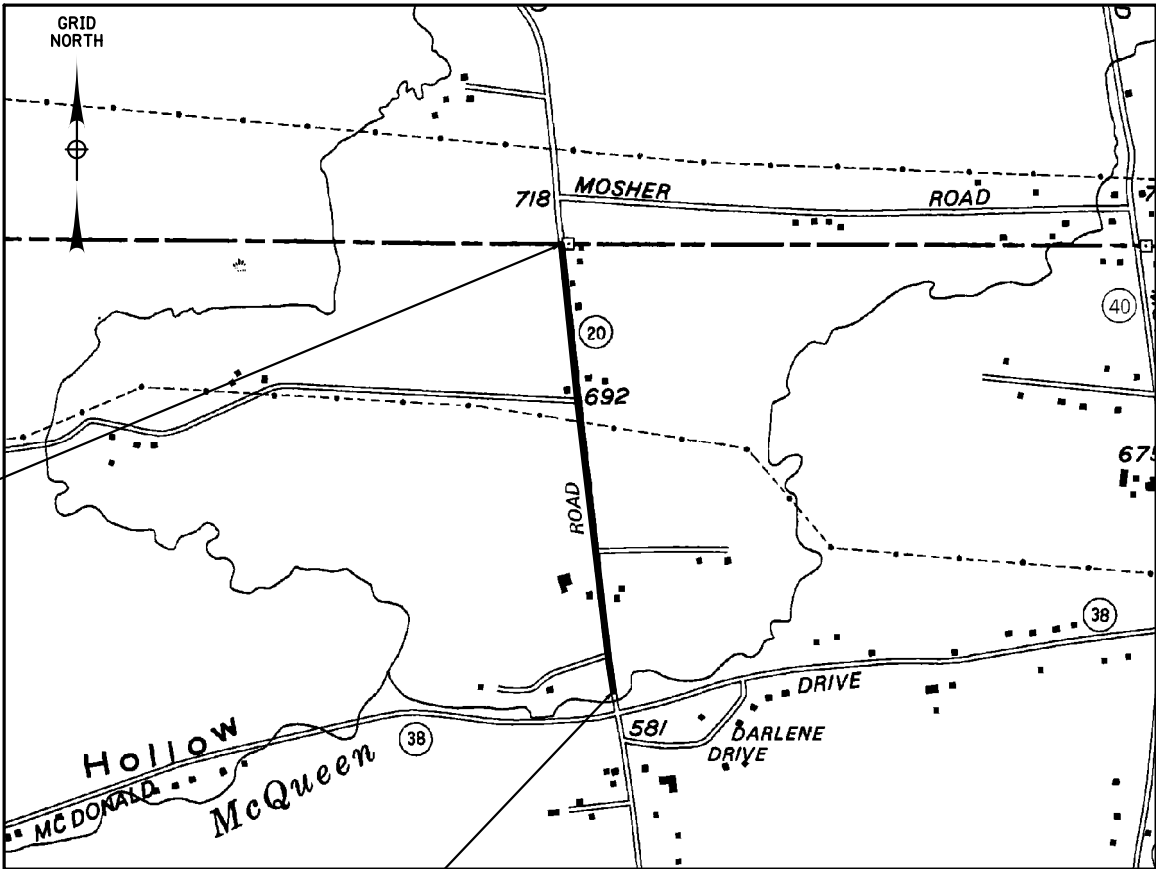 GRID
NORTH
718
MOSHER
ROAD
20
40
692
675
ROAD
38
DRIVE
581
DARLENE
DRIVE
38
Hollow
MCDONALD
McQueen